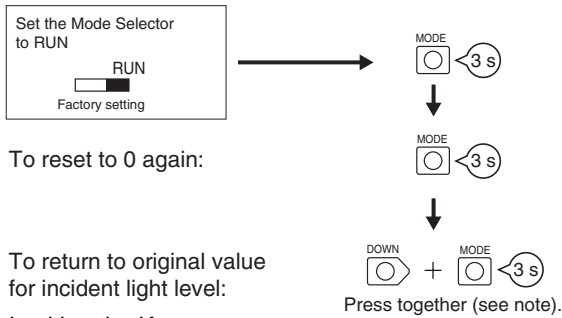 Set the Mode Selector
to RUN
RUN
Factory setting
MODE
3 s
To reset to 0 again:
MODE
3 s
To return to original value
for incident light level:
DOWN
+
MODE
3 s
Press together (see note).